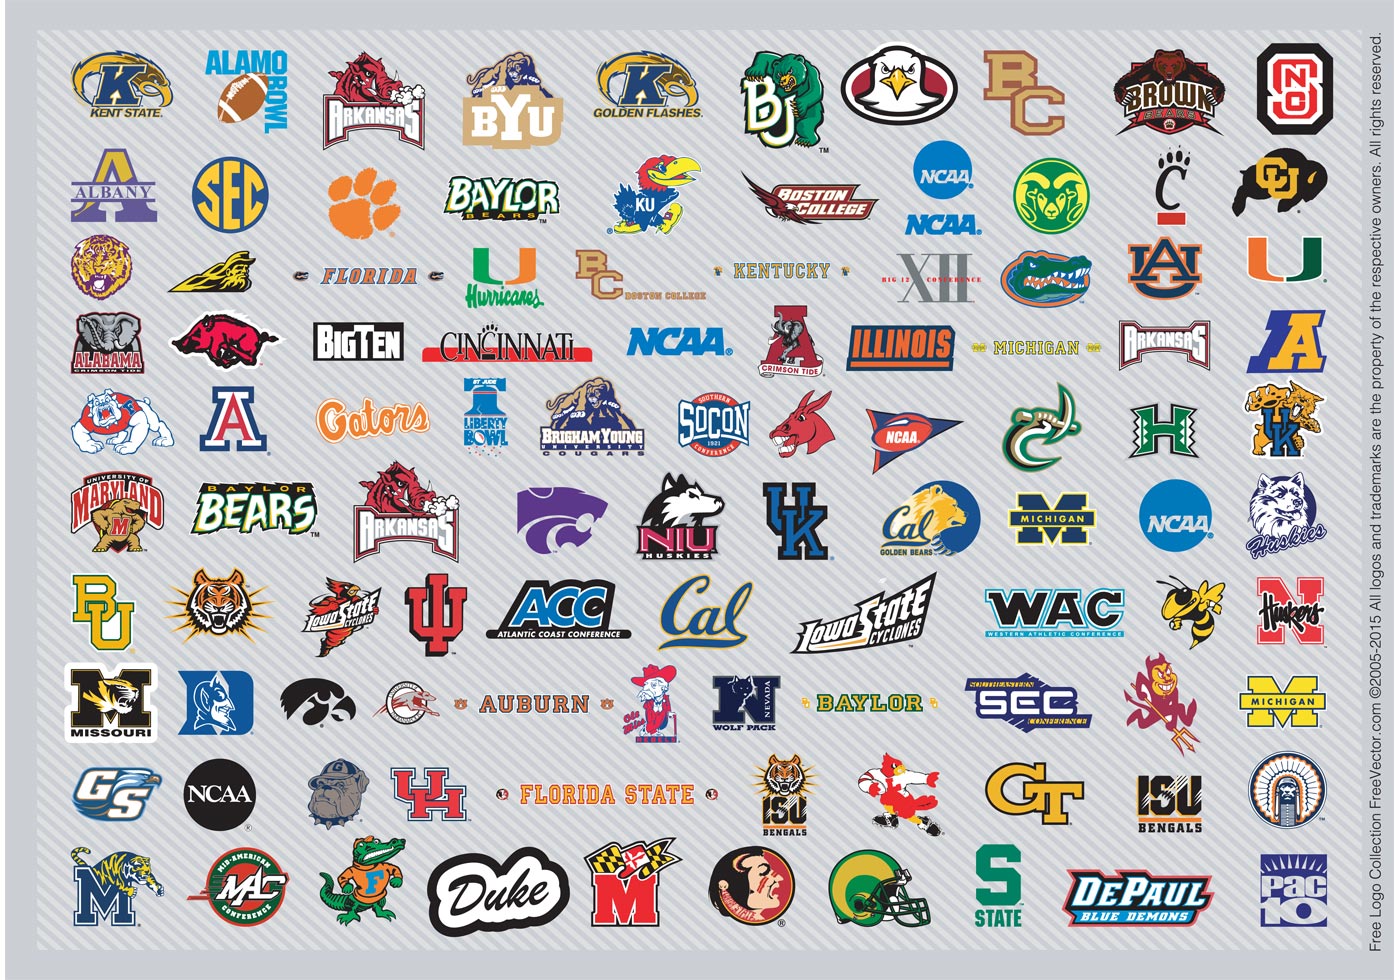 KENT STATE.
ALAMO
BOWL
ARKANSAS
BYU
GOLDEN FLASHES.
BU
TM
BC
BROWN
BEARS
NCS
A
ALBANY
SEC
BAYLOR
BEARS
KU
BOSTON
COLLEGE
NCAA
NCAA
C
CU
FLORIDA
U
Hurricanes
BC
BOSTON COLLEGE
KENTUCKY
BIG 12 CONFERENCE
XII
AU
U
ALABAMA
CRIMSON TIDE
BIGTEN
CINCINNATI
NCAA
A
CRIMSON TIDE
ILLINOIS
MICHIGAN
ARKANSAS
A
A
Gators
ST JUDE
LIBERTY
BOWL
BRIGHAM YOUNG
UNIVERSITY
COUGARS
SOUTHERN
SOCON
1921
CONFERENCE
NCAA
C
H
UK
UNIVERSITY OF
MARYLAND
M
BAYLOR
BEARS
TM
ARKANSAS
NIU
HUSKIES
UK
Cal
GOLDEN BEARS
M
MICHIGAN
NCAA
Huskies
BU
IOWA STATE
CYCLONES
IU
ACC
ATLANTIC COAST CONFERENCE
Cal
IOWA STATE
CYCLONES
WAC
WESTERN ATHLETIC CONFERENCE
N
Huskers
M
MISSOURI
AUBURN
Ole
Miss
REBELS
N
NEVADA
WOLF PACK
BAYLOR
SOUTHEASTERN
SEC
CONFERENCE
M
MICHIGAN
GS
NCAA
G
UH
FLORIDA STATE
ISU
BENGALS
GT
ISU
BENGALS
M
MID-AMERICAN
MAC
CONFERENCE
F
Duke
M
S
STATE
DEPAUL
BLUE DEMONS
PAC
10
Free Logo Collection FreeVector.com ©2005-2015 All logos and trademarks are the property of the respective owners. All rights reserved.